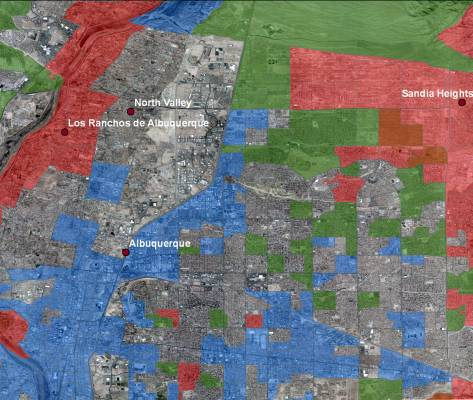 Sandia Heights
North Valley
Los Ranchos de Albuquerque
Albuquerque